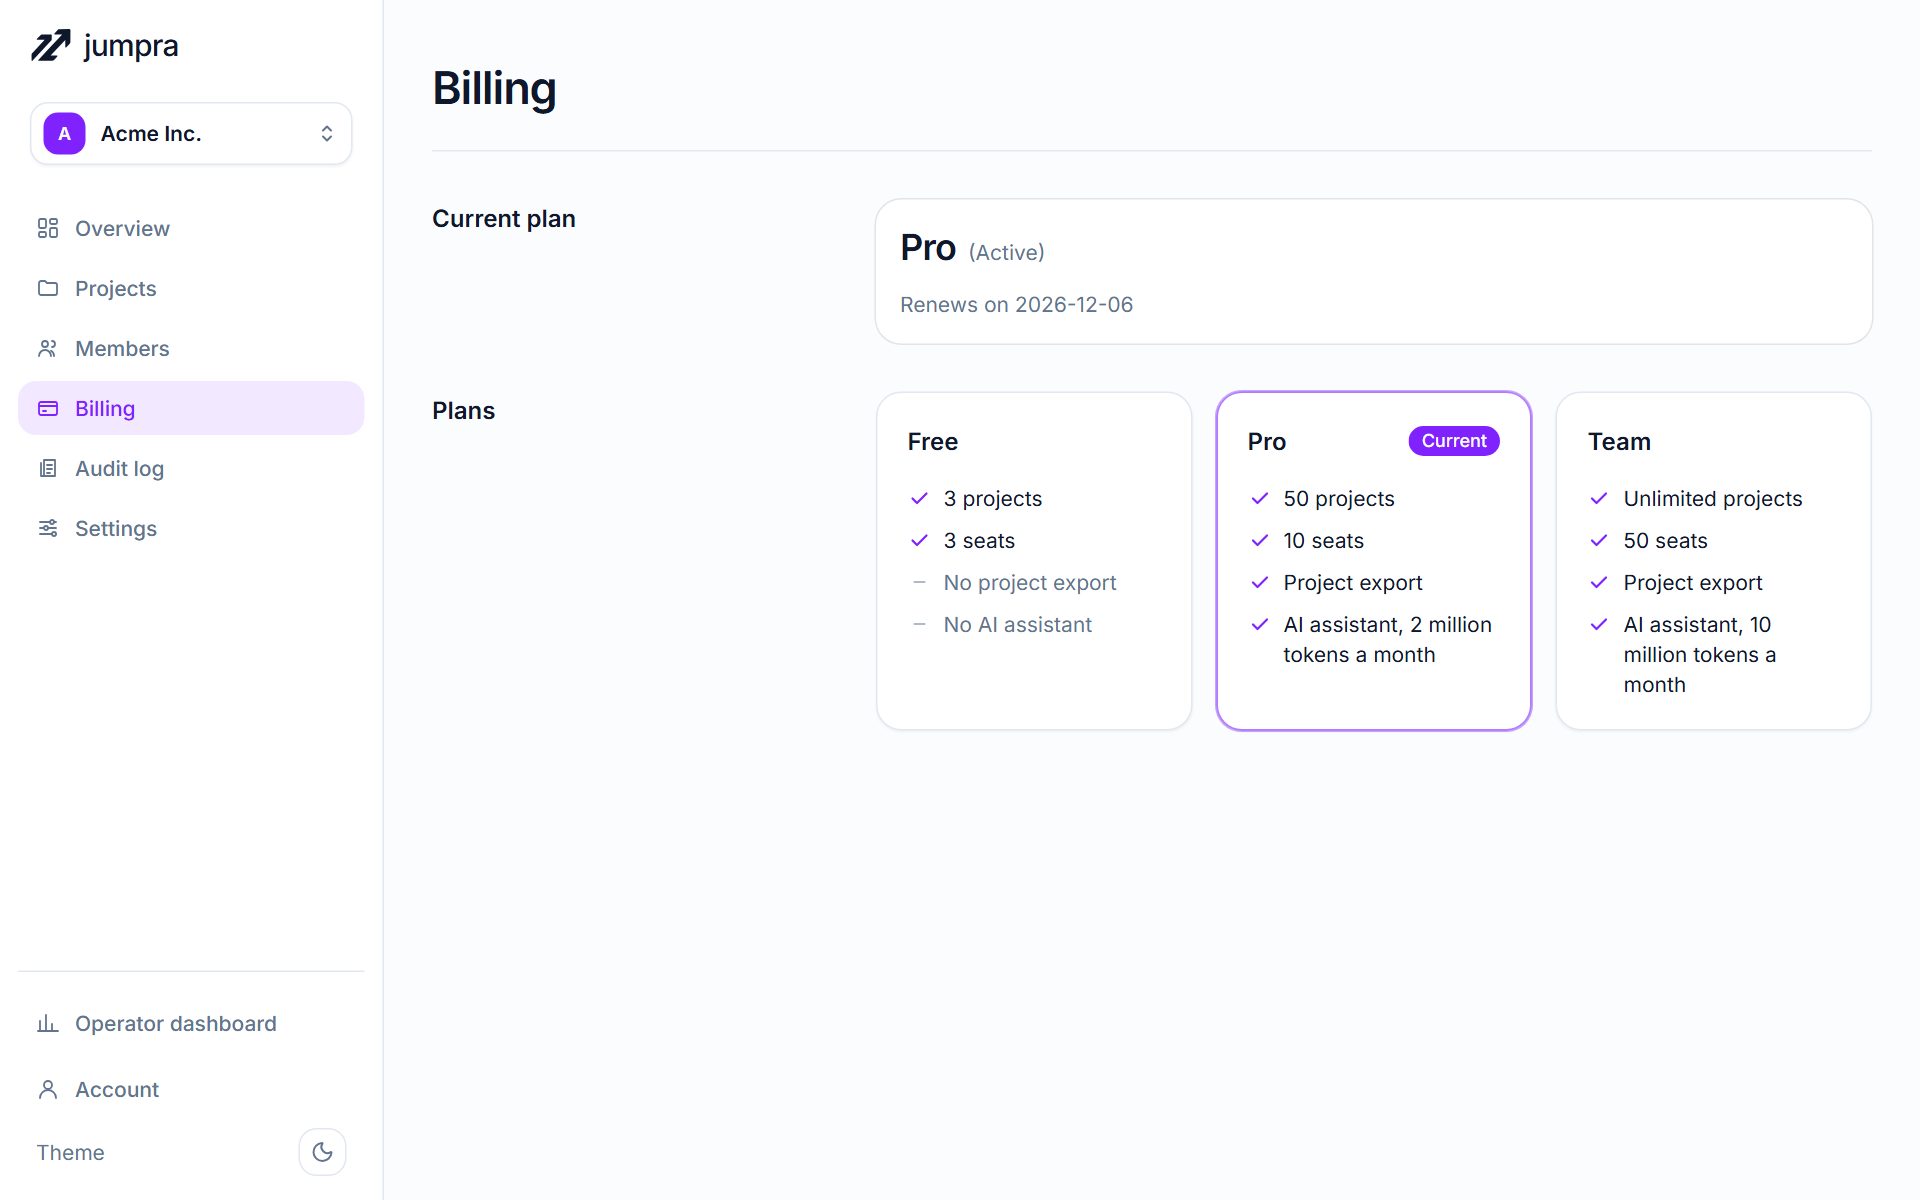 jumpra
A
Acme Inc.
Overview
Projects
Members
Billing
Audit log
Settings
Operator dashboard
Account
Theme
Billing
Current plan
Pro (Active)
Renews on 2026-12-06
Plans
Free
3 projects
3 seats
No project export
No AI assistant
Pro
Current
50 projects
10 seats
Project export
AI assistant, 2 million
tokens a month
Team
Unlimited projects
50 seats
Project export
AI assistant, 10
million tokens a
month